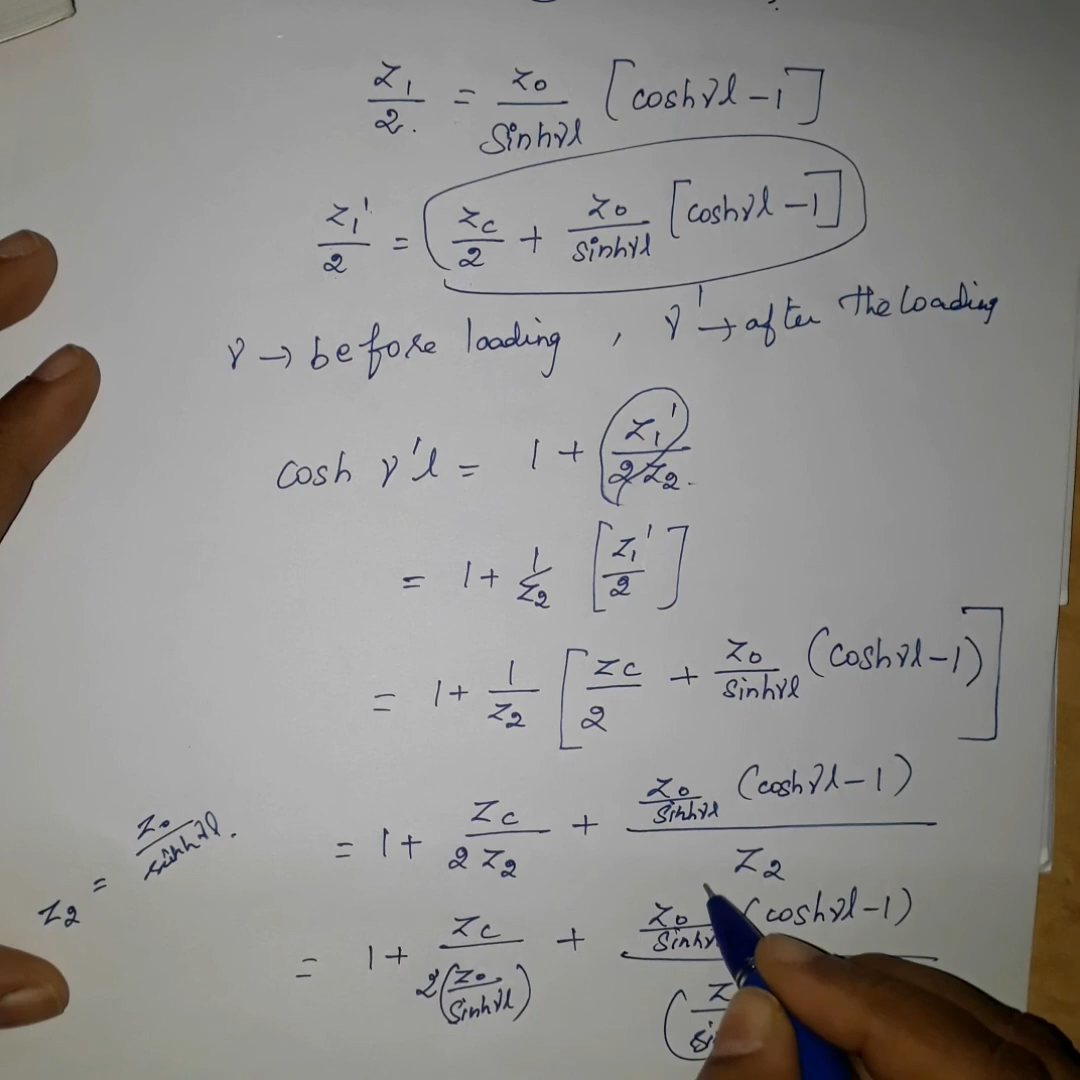 Z₁/2. = Z₀/Sinhγl [coshγl − 1]
Z₁'/2 = Zc/2 + Z₀/sinhγl [coshγl − 1]
γ → before loading , γ' → after the loading
cosh γ'l = 1 + Z₁'/2Z₂.
= 1 + 1/Z₂ [Z₁'/2]
= 1 + 1/Z₂ [Zc/2 + Z₀/sinhγl (coshγl − 1)]
= 1 + Zc/2Z₂ + Z₀/sinhγl (coshγl − 1)/Z₂
Z₂ = Z₀/sinhγl.
= 1 + Zc/2(Z₀/Sinhγl) + Z₀/Sinhγ (coshγl − 1)/(Z/si